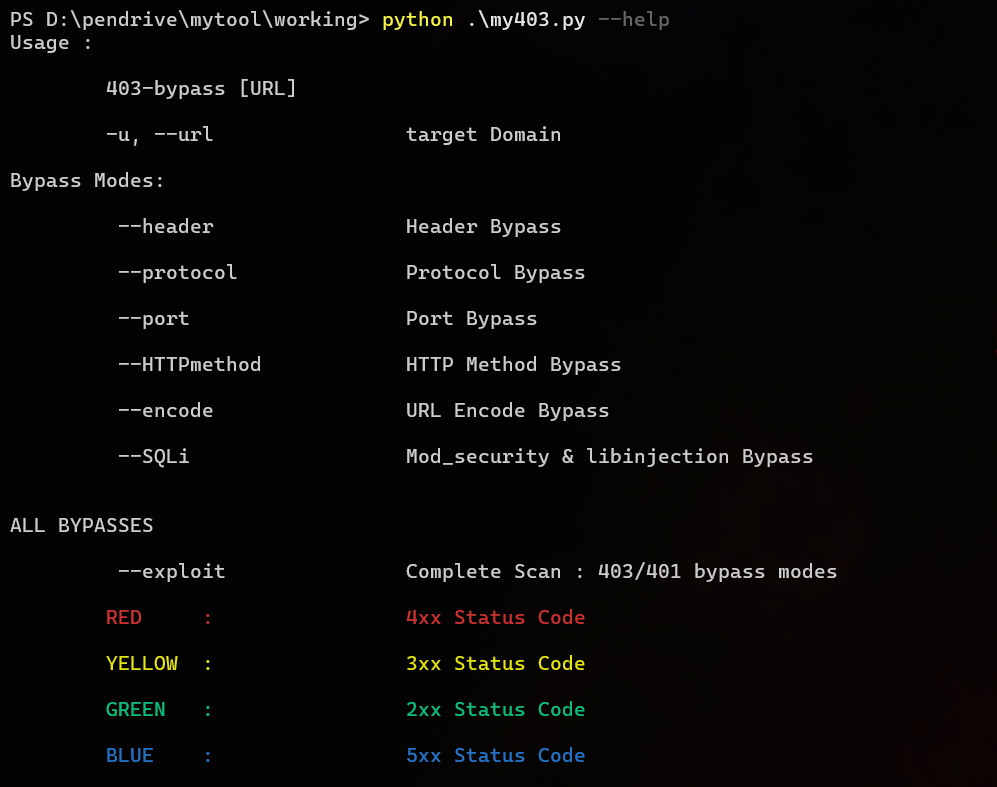 PS D:\pendrive\mytool\working> python .\my403.py --help
Usage :
403-bypass [URL]
-u, --url target Domain
Bypass Modes:
--header Header Bypass
--protocol Protocol Bypass
--port Port Bypass
--HTTPmethod HTTP Method Bypass
--encode URL Encode Bypass
--SQLi Mod_security & libinjection Bypass
ALL BYPASSES
--exploit Complete Scan : 403/401 bypass modes
RED : 4xx Status Code
YELLOW : 3xx Status Code
GREEN : 2xx Status Code
BLUE : 5xx Status Code